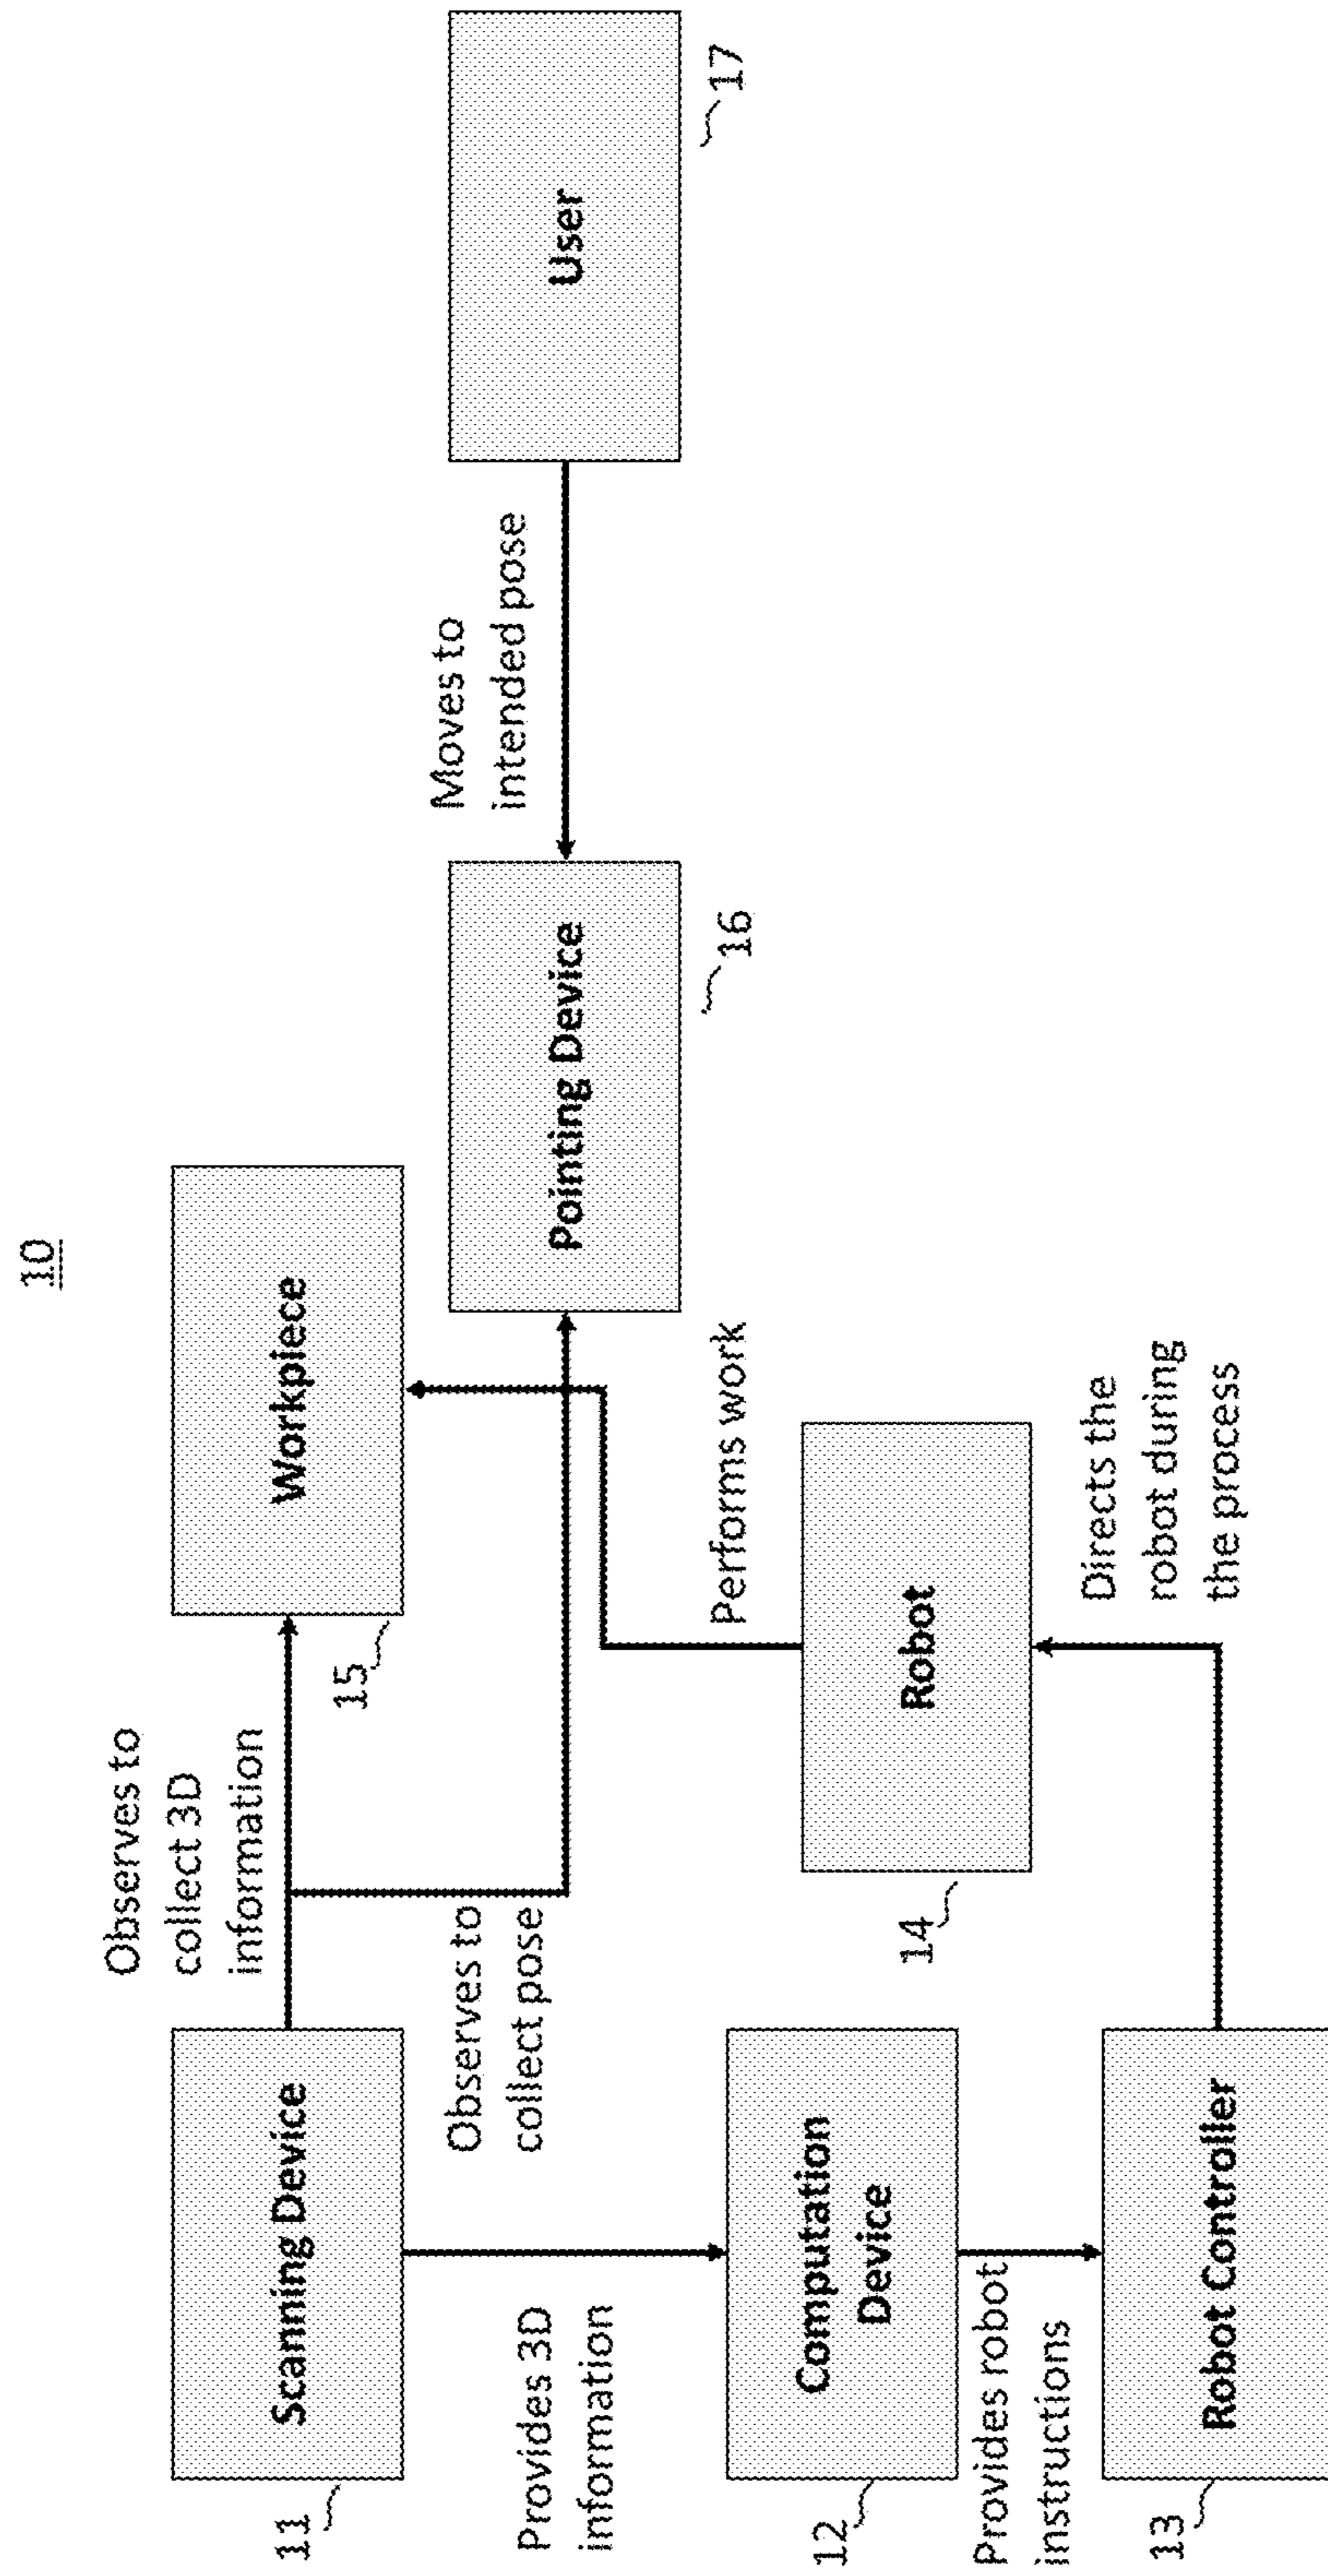 10
Scanning Device
11
Observes to
collect 3D
information
Workpiece
15
Observes to
collect pose
Pointing Device
16
Moves to
intended pose
User
17
Provides 3D
information
Computation
Device
12
Performs work
Robot
14
Provides robot
instructions
Robot Controller
13
Directs the
robot during
the process